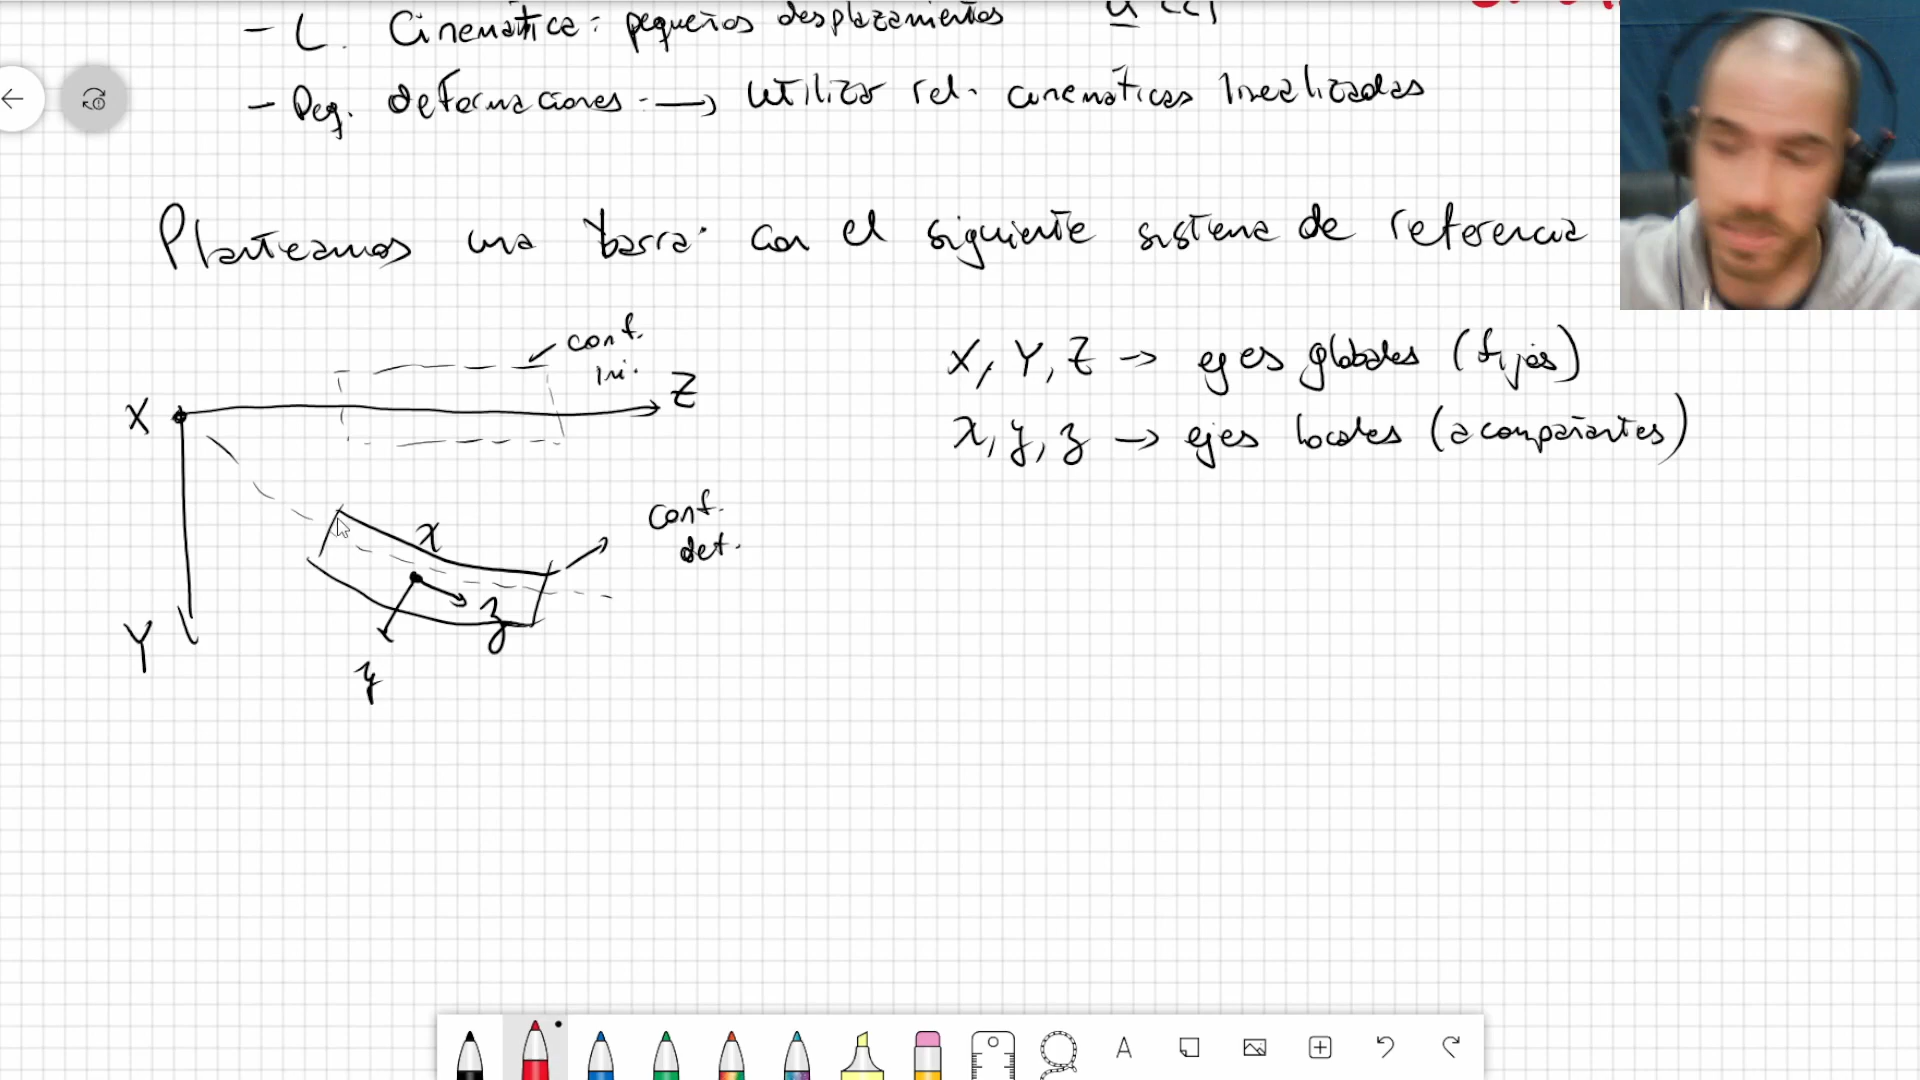 - L. Cinemática: pequeños desplazamientos u <<1
- Peq. deformaciones: → utilizar rel. cinemáticas linealizadas
Planteamos una barra con el siguiente sistema de referencia
conf.
ini.
Z
X
X, Y, Z → ejes globales (fijos)
x, y, z → ejes locales (acompañantes)
conf.
def.
x
z
Y
y
A